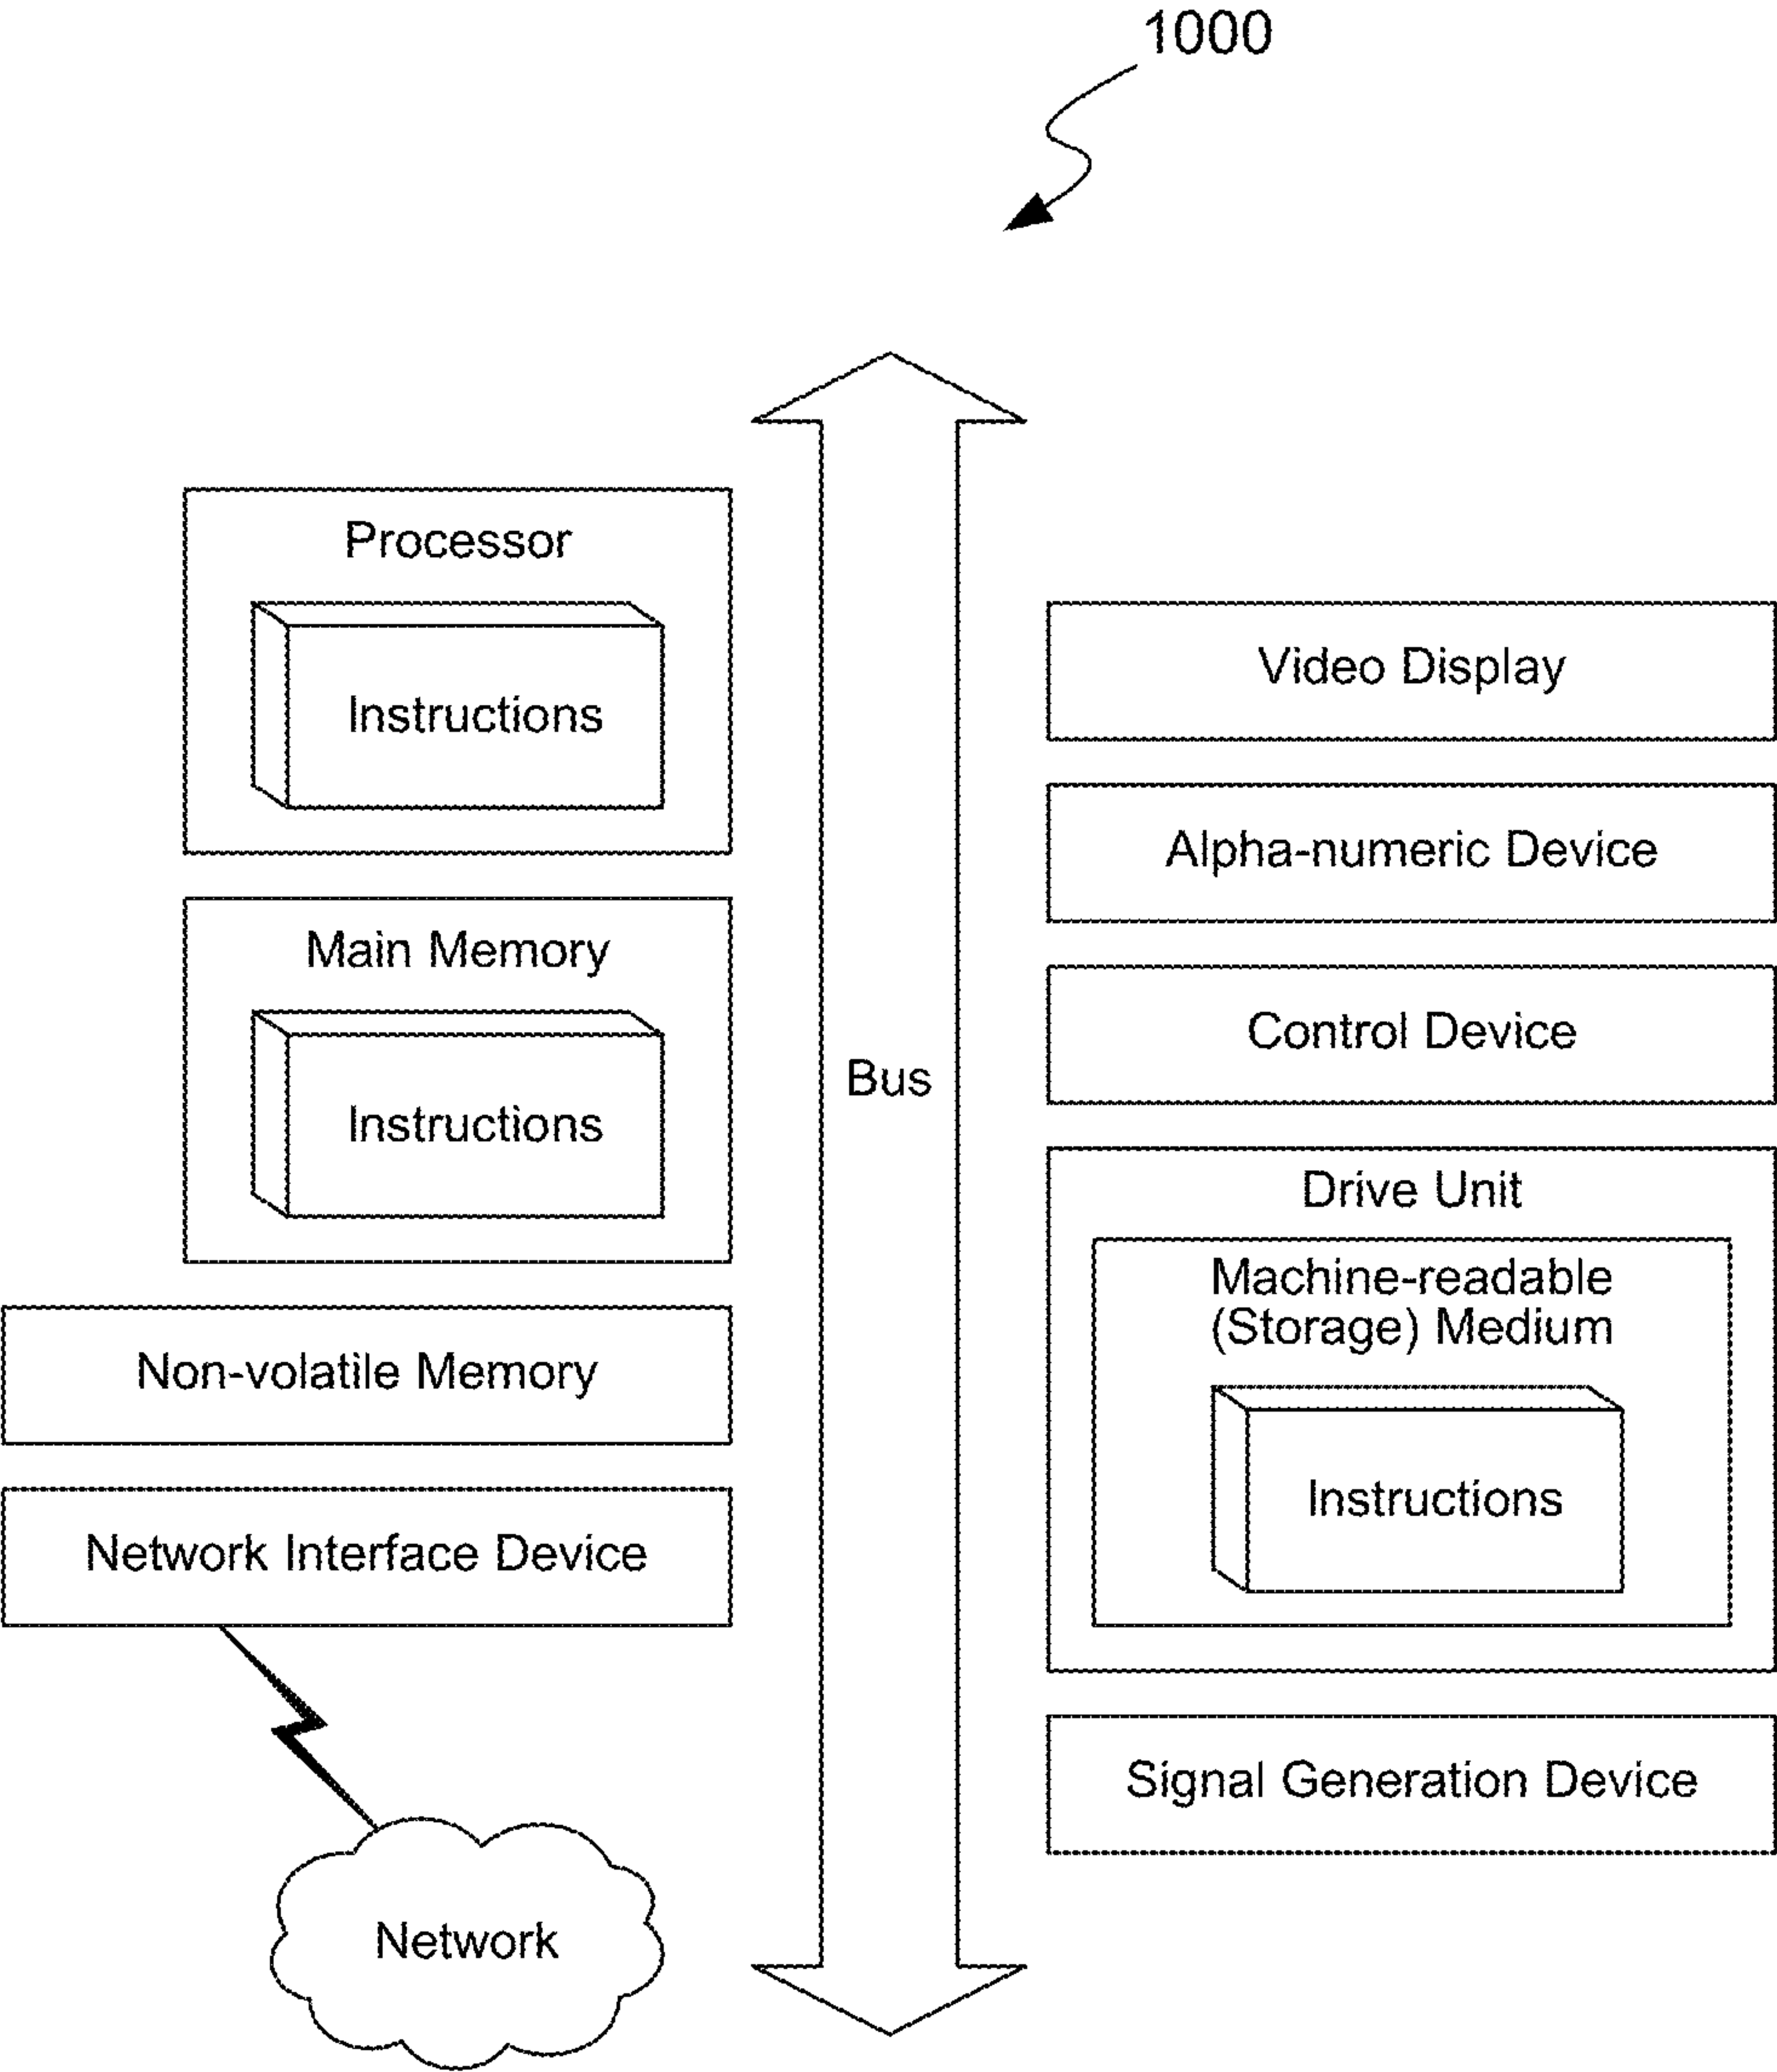 1000
Processor
Instructions
Main Memory
Instructions
Non-volatile Memory
Network Interface Device
Network
Bus
Video Display
Alpha-numeric Device
Control Device
Drive Unit
Machine-readable
(Storage) Medium
Instructions
Signal Generation Device